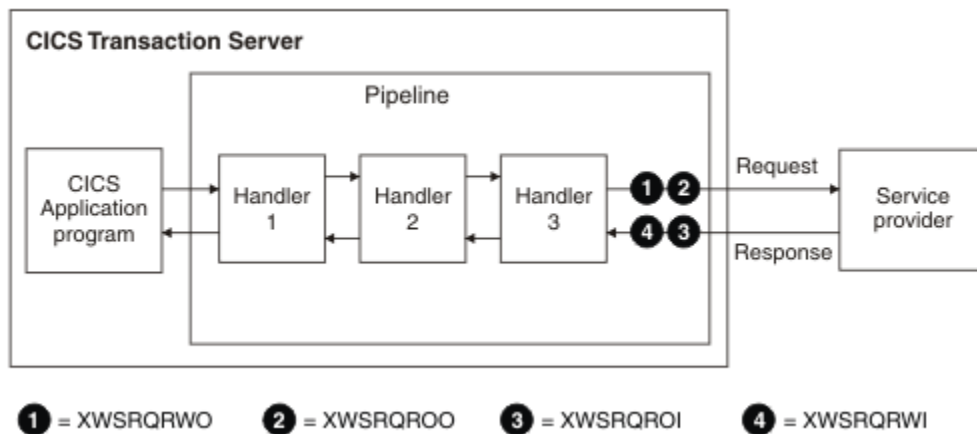 CICS Transaction Server
Pipeline
CICS
Application
program
Handler
1
Handler
2
Handler
3
1 2
4 3
Request
Response
Service
provider
1 = XWSRQRWO 2 = XWSRQROO 3 = XWSRQROI 4 = XWSRQRWI